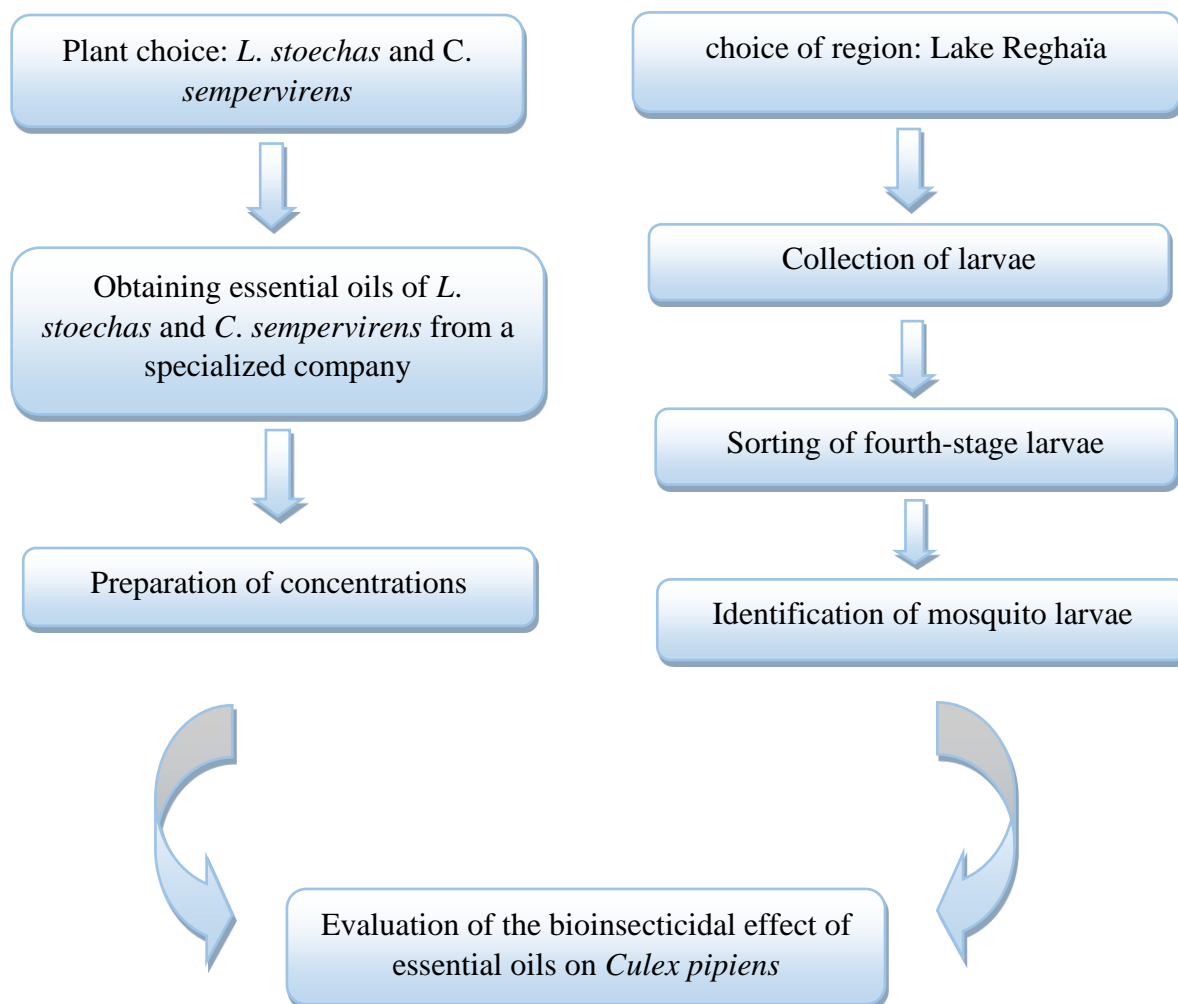 Plant choice: L. stoechas and C.
sempervirens
Obtaining essential oils of L.
stoechas and C. sempervirens from a
specialized company
Preparation of concentrations
choice of region: Lake Reghaïa
Collection of larvae
Sorting of fourth-stage larvae
Identification of mosquito larvae
Evaluation of the bioinsecticidal effect of
essential oils on Culex pipiens